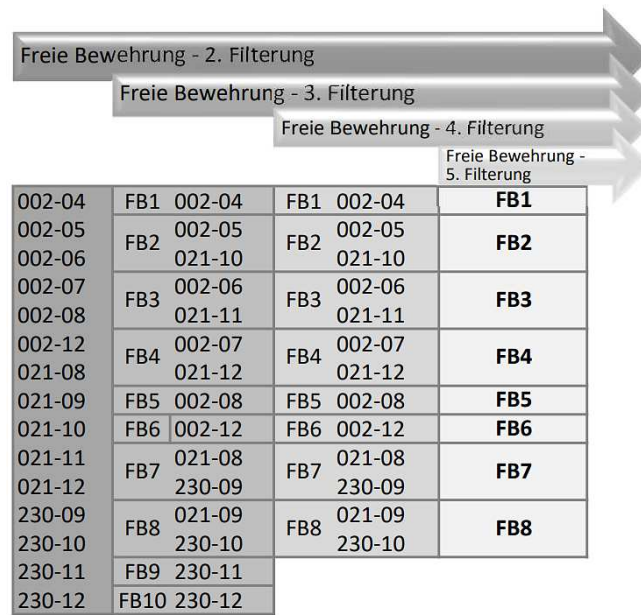 Freie Bewehrung - 2. Filterung
Freie Bewehrung - 3. Filterung
Freie Bewehrung - 4. Filterung
Freie Bewehrung -
5. Filterung
002-04 FB1 002-04 FB1 002-04 FB1
002-05 FB2 002-05 FB2 002-05 FB2
002-06 021-10 021-10
002-07 FB3 002-06 FB3 002-06 FB3
002-08 021-11 021-11
002-12 FB4 002-07 FB4 002-07 FB4
021-08 021-12 021-12
021-09 FB5 002-08 FB5 002-08 FB5
021-10 FB6 002-12 FB6 002-12 FB6
021-11 FB7 021-08 FB7 021-08 FB7
021-12 230-09 230-09
230-09 FB8 021-09 FB8 021-09 FB8
230-10 230-10 230-10
230-11 FB9 230-11
230-12 FB10 230-12